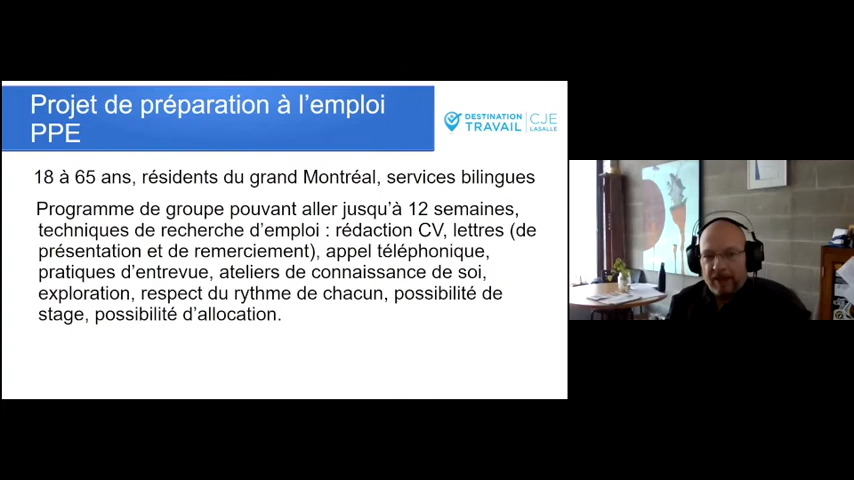 Projet de préparation à l'emploi
PPE
DESTINATION
TRAVAIL
CJE
LASALLE
18 à 65 ans, résidents du grand Montréal, services bilingues
Programme de groupe pouvant aller jusqu'à 12 semaines,
techniques de recherche d'emploi : rédaction CV, lettres (de
présentation et de remerciement), appel téléphonique,
pratiques d'entrevue, ateliers de connaissance de soi,
exploration, respect du rythme de chacun, possibilité de
stage, possibilité d'allocation.